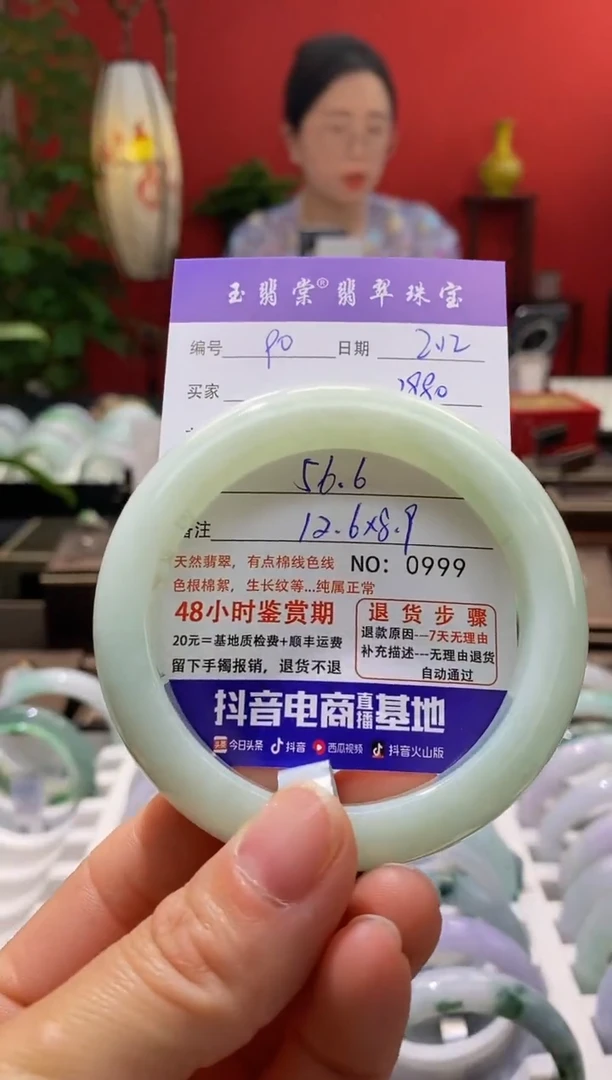 玉翡棠®翡翠珠宝
编号 90 日期 2.12
买家 1880
56.6
备注 12.6x8.9
天然翡翠，有点棉线色线 NO: 0999
色根棉絮，生长纹等...纯属正常
48小时鉴赏期
20元=基地质检费+顺丰运费
留下手镯报销，退货不退
退货步骤
退款原因---7天无理由
补充描述---无理由退货
自动通过
抖音电商直播基地
头条 今日头条 抖音 西瓜视频 抖音火山版